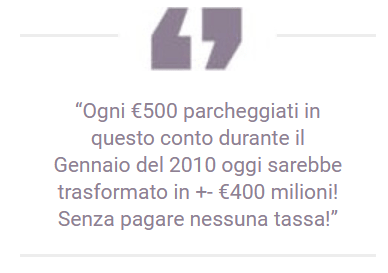 “Ogni €500 parcheggiati in
questo conto durante il
Gennaio del 2010 oggi sarebbe
trasformato in +- €400 milioni!
Senza pagare nessuna tassa!”